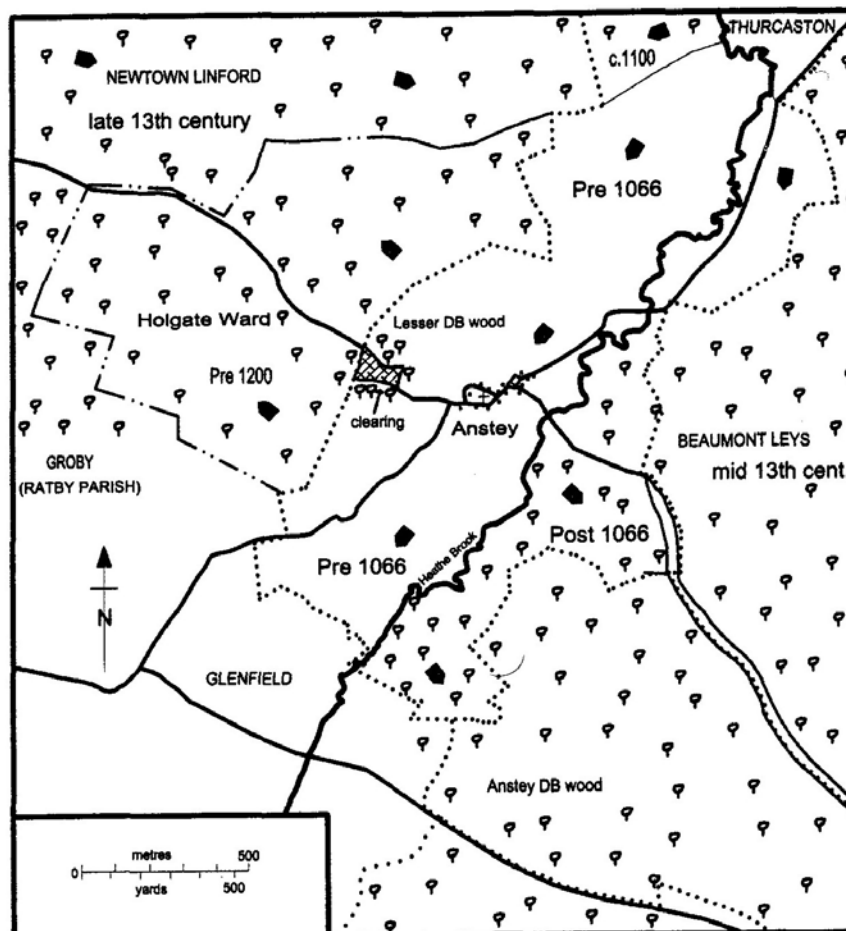 THURCASTON
c.1100
NEWTOWN LINFORD
late 13th century
Pre 1066
Holgate Ward
Lesser DB wood
Pre 1200
clearing
Anstey
BEAUMONT LEYS
mid 13th cent.
GROBY
(RATBY PARISH)
Post 1066
Pre 1066
Heathe Brook
N
GLENFIELD
Anstey DB wood
metres 500
0
yards 500